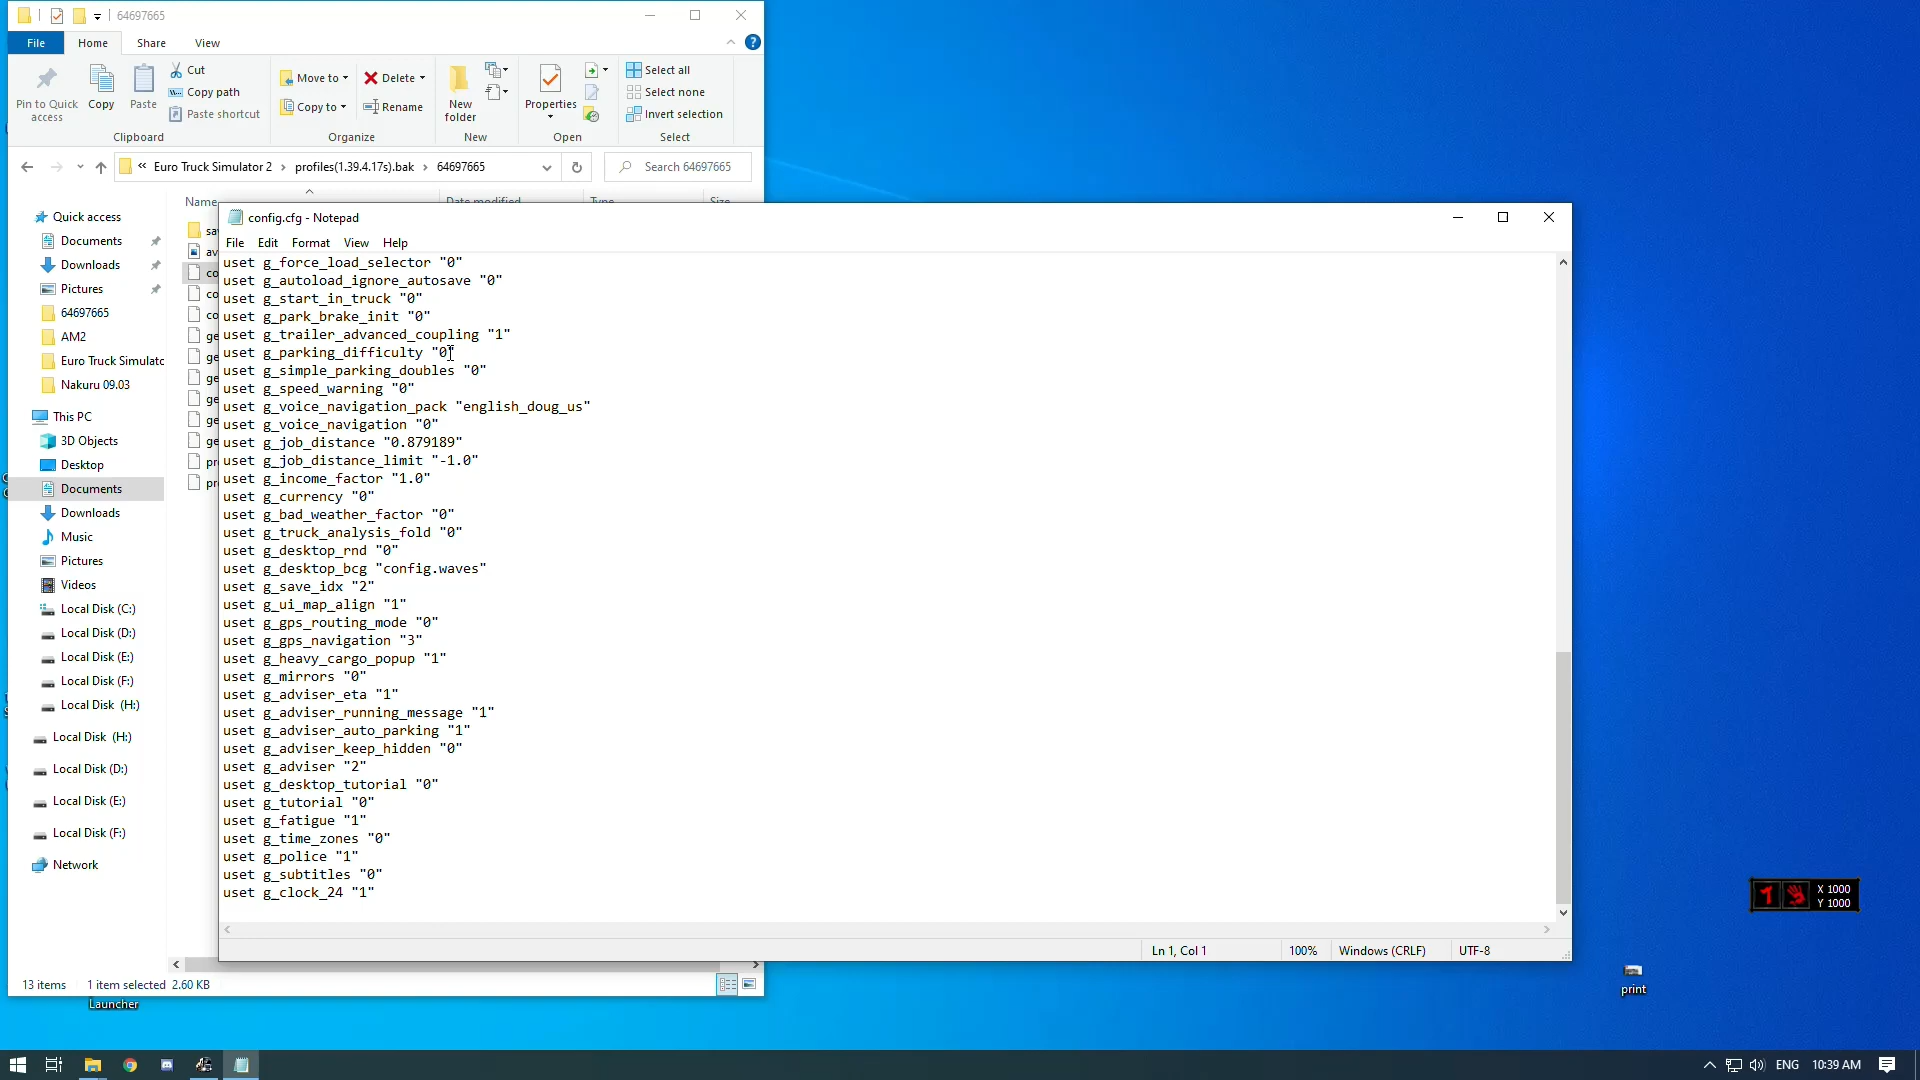 64697665
File
Home
Share
View
Pin to Quick access
Copy
Paste
Cut
Copy path
Paste shortcut
Clipboard
Move to
Copy to
Delete
Rename
Organize
New folder
New
Properties
Open
Select all
Select none
Invert selection
Select
« Euro Truck Simulator 2 › profiles(1.39.4.17s).bak › 64697665
Search 64697665
Name
Date modified
Type
Size
Quick access
Documents
Downloads
Pictures
64697665
AM2
Euro Truck Simulatc
Nakuru 09.03
This PC
3D Objects
Desktop
Documents
Downloads
Music
Pictures
Videos
Local Disk (C:)
Local Disk (D:)
Local Disk (E:)
Local Disk (F:)
Local Disk (H:)
Local Disk (H:)
Local Disk (D:)
Local Disk (E:)
Local Disk (F:)
Network
13 items
1 item selected 2.60 KB
config.cfg - Notepad
File Edit Format View Help
uset g_force_load_selector "0"
uset g_autoload_ignore_autosave "0"
uset g_start_in_truck "0"
uset g_park_brake_init "0"
uset g_trailer_advanced_coupling "1"
uset g_parking_difficulty "0"
uset g_simple_parking_doubles "0"
uset g_speed_warning "0"
uset g_voice_navigation_pack "english_doug_us"
uset g_voice_navigation "0"
uset g_job_distance "0.879189"
uset g_job_distance_limit "-1.0"
uset g_income_factor "1.0"
uset g_currency "0"
uset g_bad_weather_factor "0"
uset g_truck_analysis_fold "0"
uset g_desktop_rnd "0"
uset g_desktop_bcg "config.waves"
uset g_save_idx "2"
uset g_ui_map_align "1"
uset g_gps_routing_mode "0"
uset g_gps_navigation "3"
uset g_heavy_cargo_popup "1"
uset g_mirrors "0"
uset g_adviser_eta "1"
uset g_adviser_running_message "1"
uset g_adviser_auto_parking "1"
uset g_adviser_keep_hidden "0"
uset g_adviser "2"
uset g_desktop_tutorial "0"
uset g_tutorial "0"
uset g_fatigue "1"
uset g_time_zones "0"
uset g_police "1"
uset g_subtitles "0"
uset g_clock_24 "1"
Ln 1, Col 1
100%
Windows (CRLF)
UTF-8
X 1000
Y 1000
print
Launcher
ENG
10:39 AM